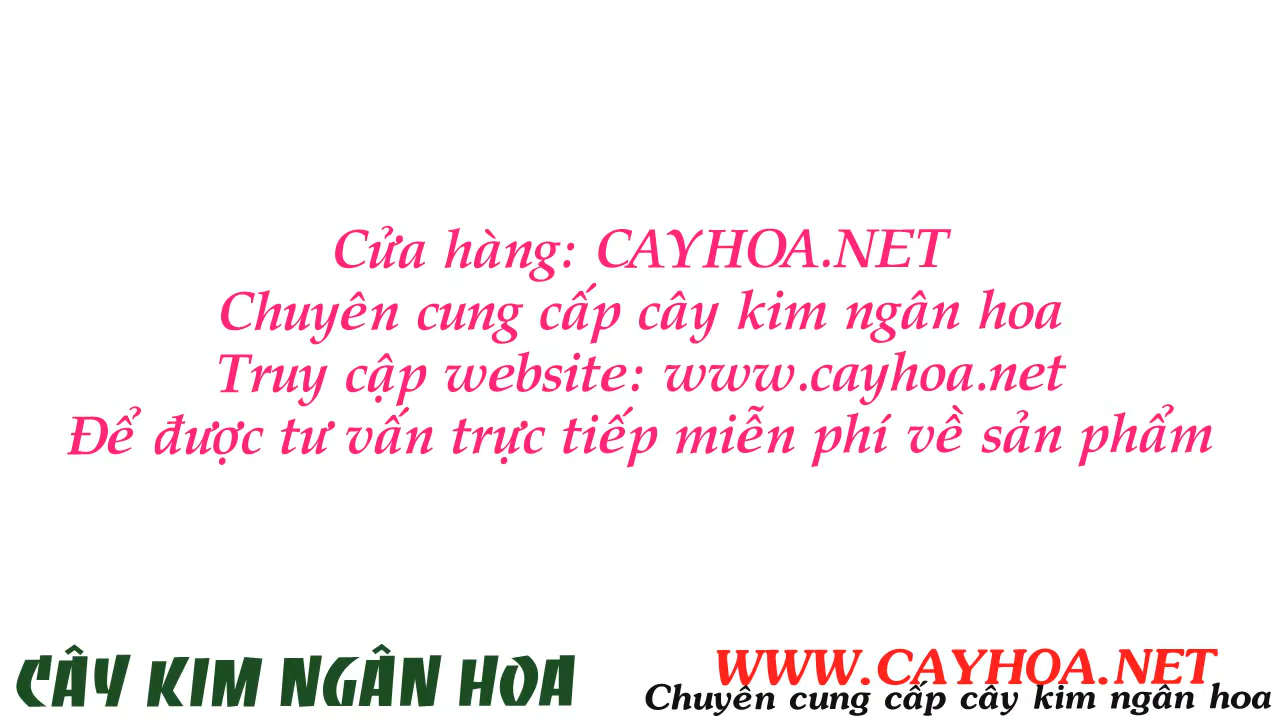 Cửa hàng: CAYHOA.NET
Chuyên cung cấp cây kim ngân hoa
Truy cập website: www.cayhoa.net
Để được tư vấn trực tiếp miễn phí về sản phẩm
CÂY KIM NGÂN HOA
WWW.CAYHOA.NET
Chuyên cung cấp cây kim ngân hoa